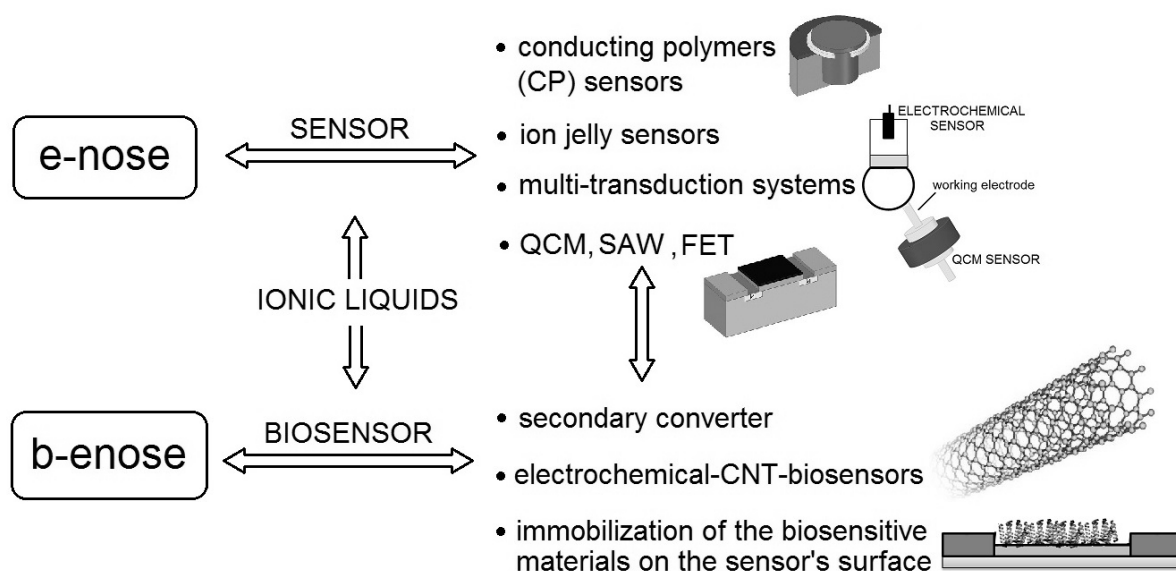 • conducting polymers
(CP) sensors
ELECTROCHEMICAL
SENSOR
SENSOR
• ion jelly sensors
e-nose
• multi-transduction systems
working electrode
• QCM, SAW , FET
QCM SENSOR
IONIC LIQUIDS
• secondary converter
BIOSENSOR
b-enose
• electrochemical-CNT-biosensors
• immobilization of the biosensitive
materials on the sensor's surface